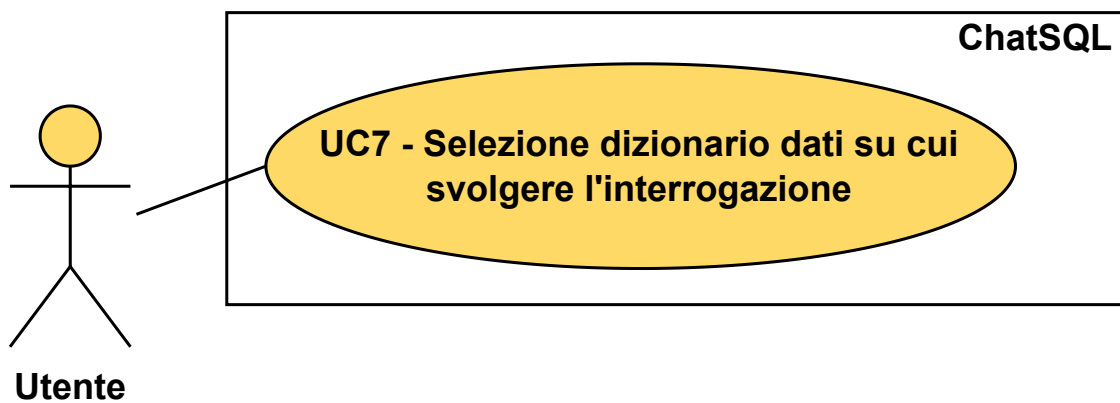 ChatSQL
UC7 - Selezione dizionario dati su cui
svolgere l'interrogazione
Utente